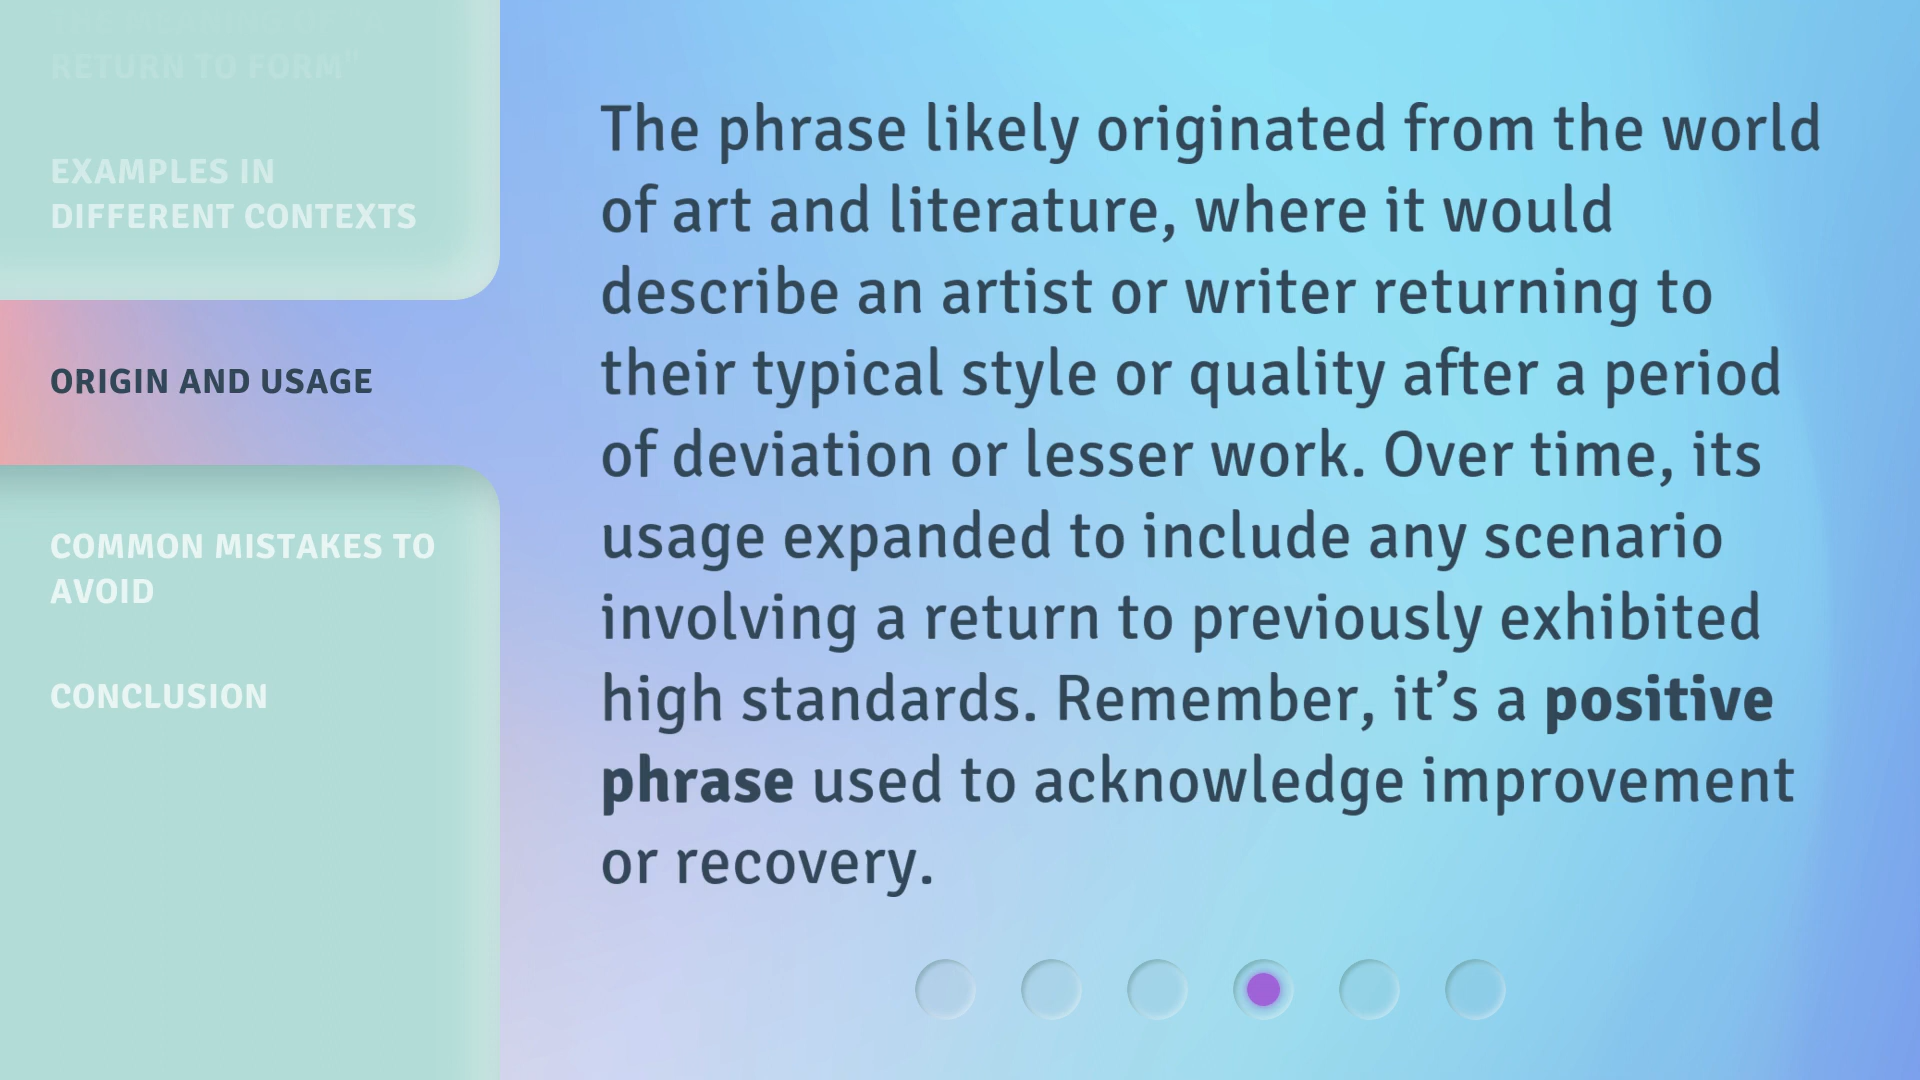 RETURN TO FORM"
EXAMPLES IN
DIFFERENT CONTEXTS
ORIGIN AND USAGE
COMMON MISTAKES TO
AVOID
CONCLUSION
The phrase likely originated from the world
of art and literature, where it would
describe an artist or writer returning to
their typical style or quality after a period
of deviation or lesser work. Over time, its
usage expanded to include any scenario
involving a return to previously exhibited
high standards. Remember, it’s a positive
phrase used to acknowledge improvement
or recovery.